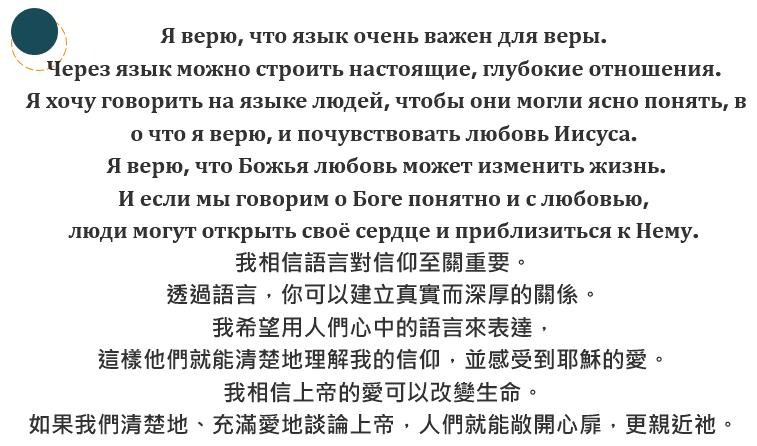 Я верю, что язык очень важен для веры.
Через язык можно строить настоящие, глубокие отношения.
Я хочу говорить на языке людей, чтобы они могли ясно понять, в
о что я верю, и почувствовать любовь Иисуса.
Я верю, что Божья любовь может изменить жизнь.
И если мы говорим о Боге понятно и с любовью,
люди могут открыть своё сердце и приблизиться к Нему.
我相信語言對信仰至關重要。
透過語言，你可以建立真實而深厚的關係。
我希望用人們心中的語言來表達，
這樣他們就能清楚地理解我的信仰，並感受到耶穌的愛。
我相信上帝的愛可以改變生命。
如果我們清楚地、充滿愛地談論上帝，人們就能敞開心扉，更親近祂。